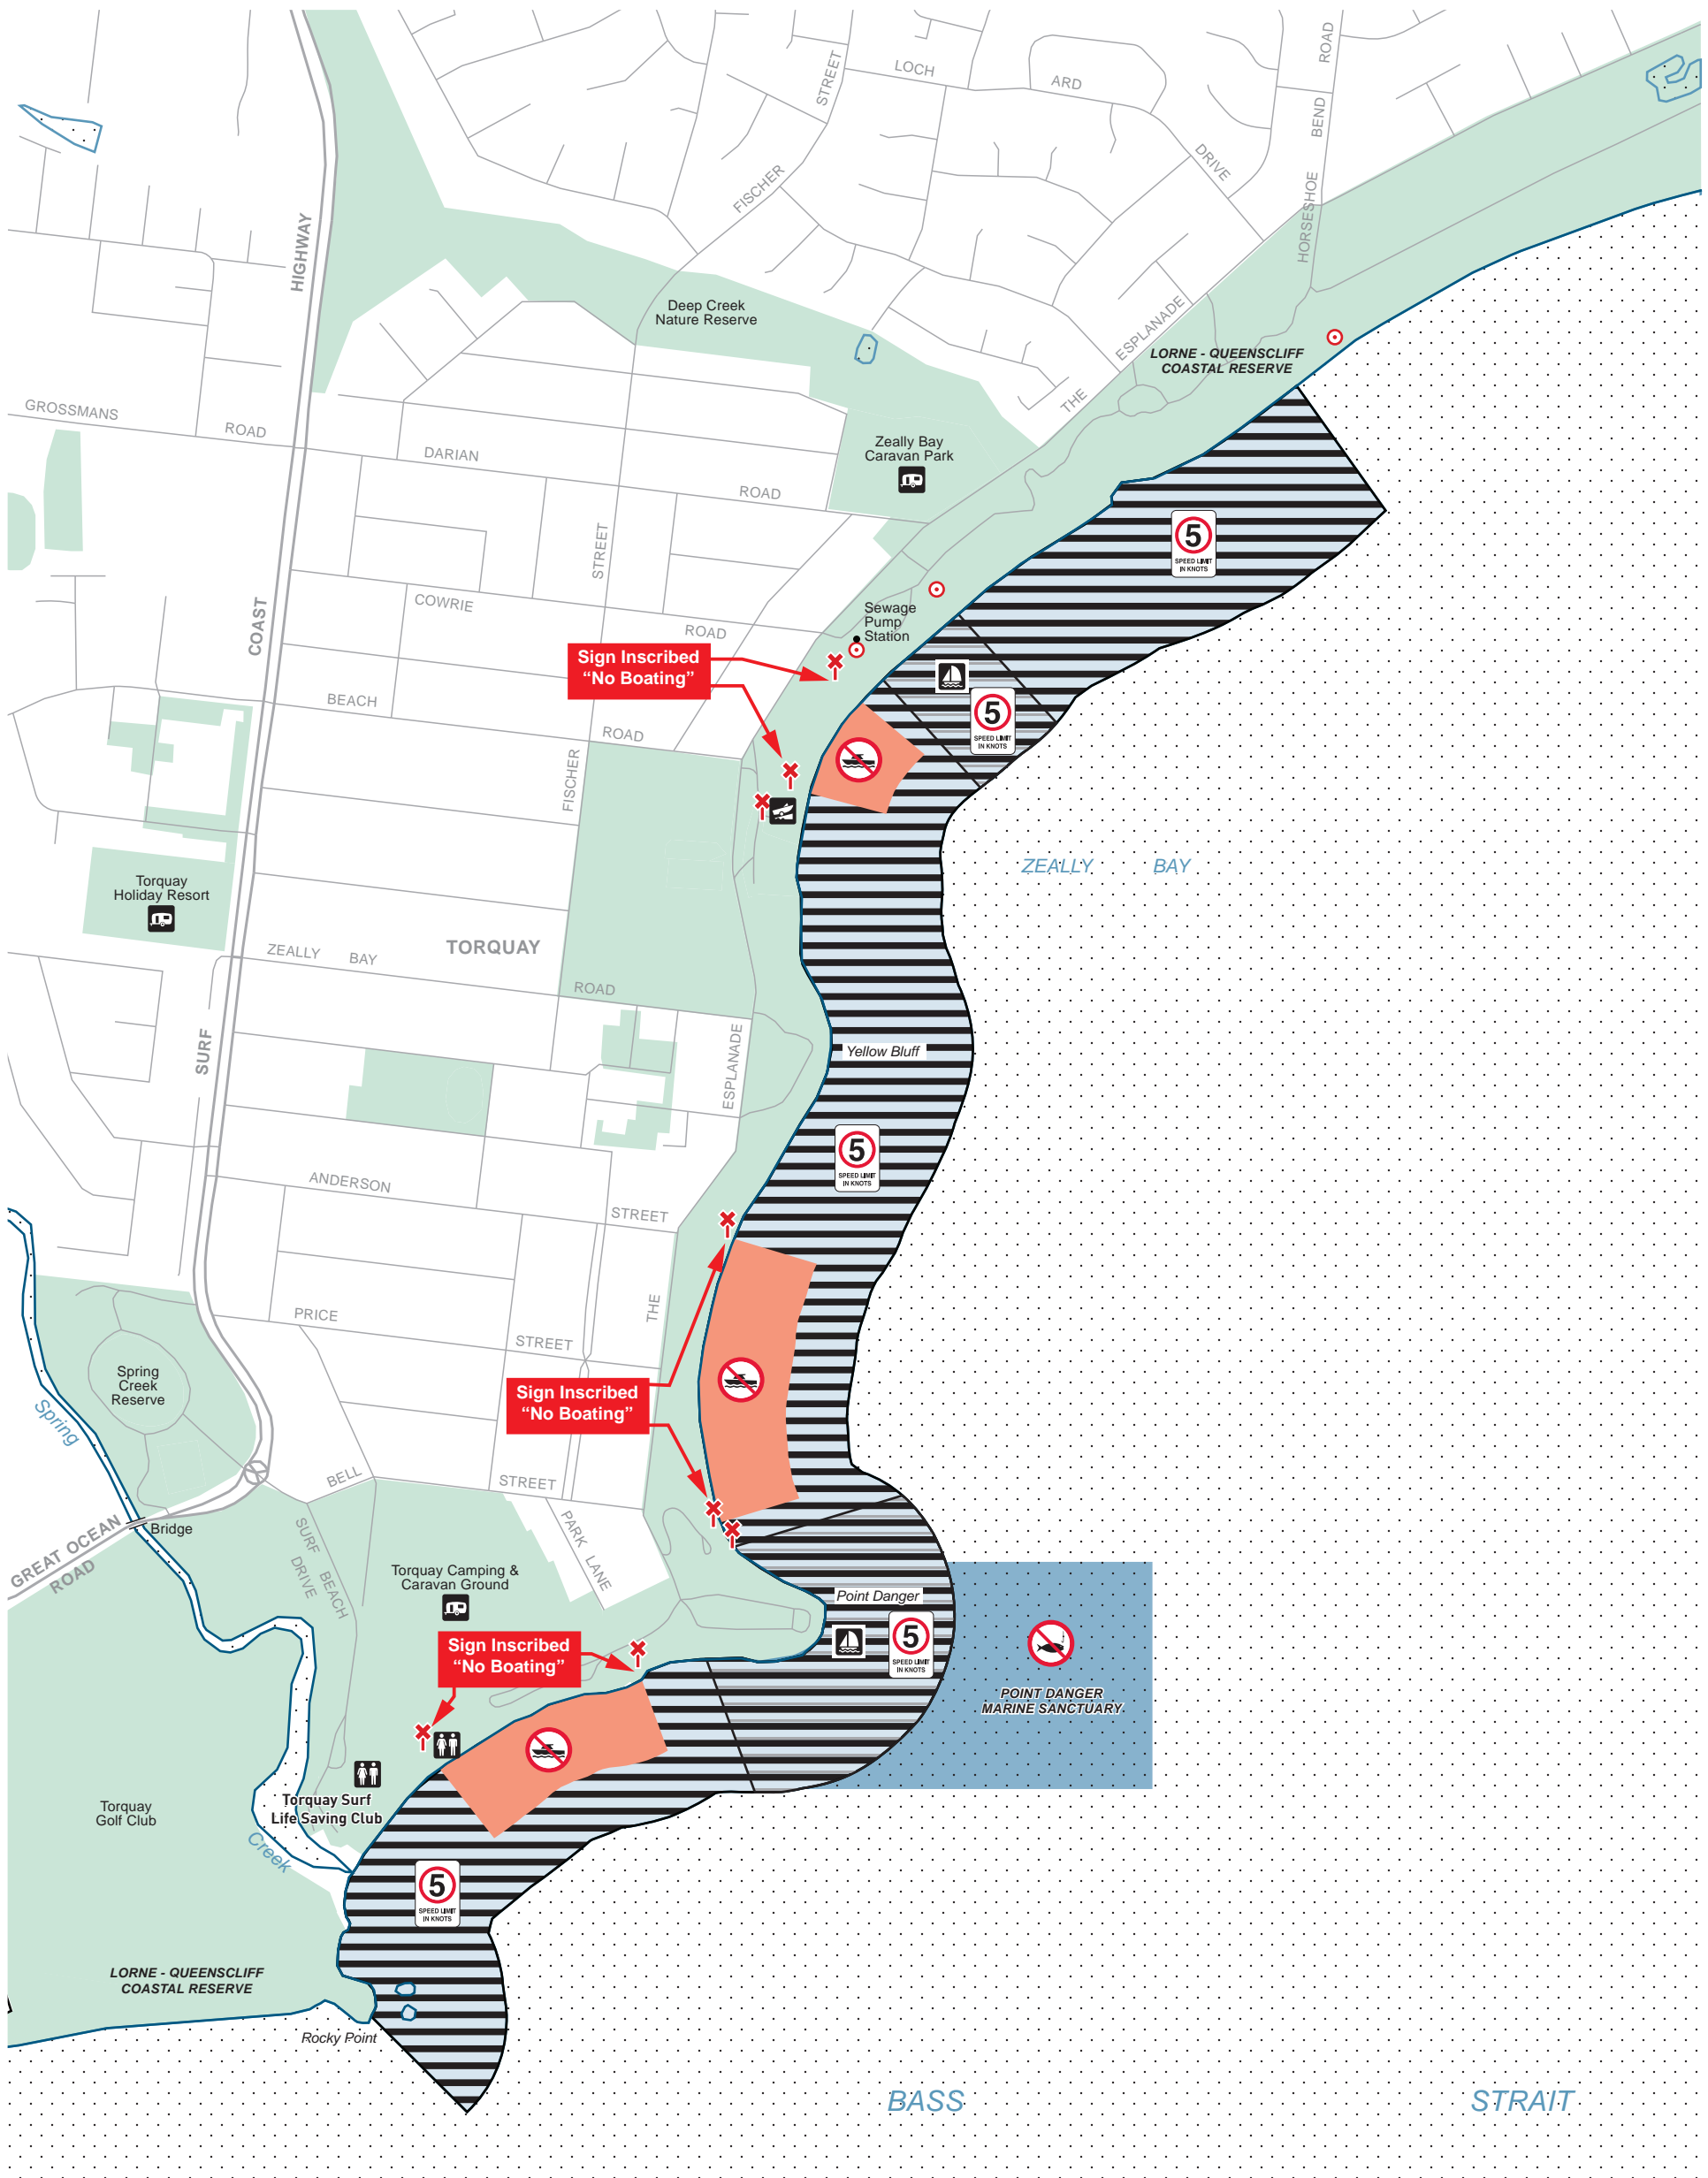 LOCH
ARD
DRIVE
STREET
FISCHER
ROAD
BEND
HORSESHOE
HIGHWAY
Deep Creek
Nature Reserve
THE
ESPLANADE
LORNE - QUEENSCLIFF
COASTAL RESERVE
GROSSMANS
ROAD
DARIAN
ROAD
Zeally Bay
Caravan Park
5
SPEED LIMIT
IN KNOTS
STREET
COAST
COWRIE
ROAD
Sewage
Pump
Station
Sign Inscribed
“No Boating”
5
SPEED LIMIT
IN KNOTS
BEACH
ROAD
FISCHER
ZEALLY BAY
Torquay
Holiday Resort
TORQUAY
ZEALLY BAY
ROAD
SURF
ESPLANADE
Yellow Bluff
5
SPEED LIMIT
IN KNOTS
ANDERSON
STREET
THE
PRICE
STREET
Spring
Creek
Reserve
Sign Inscribed
“No Boating”
Spring
BELL
STREET
GREAT OCEAN
ROAD
Bridge
SURF BEACH
DRIVE
PARK LANE
Torquay Camping &
Caravan Ground
Point Danger
5
SPEED LIMIT
IN KNOTS
Sign Inscribed
“No Boating”
POINT DANGER
MARINE SANCTUARY
Torquay Surf
Life Saving Club
Torquay
Golf Club
Creek
5
SPEED LIMIT
IN KNOTS
LORNE - QUEENSCLIFF
COASTAL RESERVE
Rocky Point
BASS STRAIT